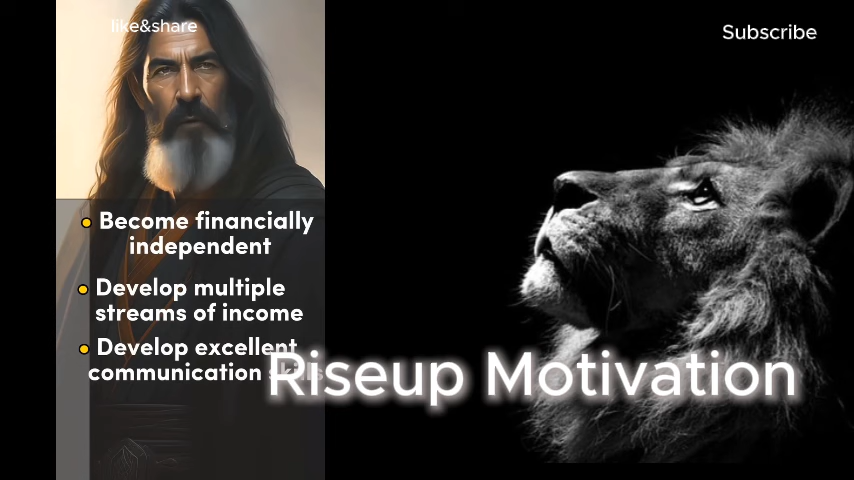 like&share
Subscribe
Become financially
independent
Develop multiple
streams of income
Develop excellent
communication
Riseup Motivation